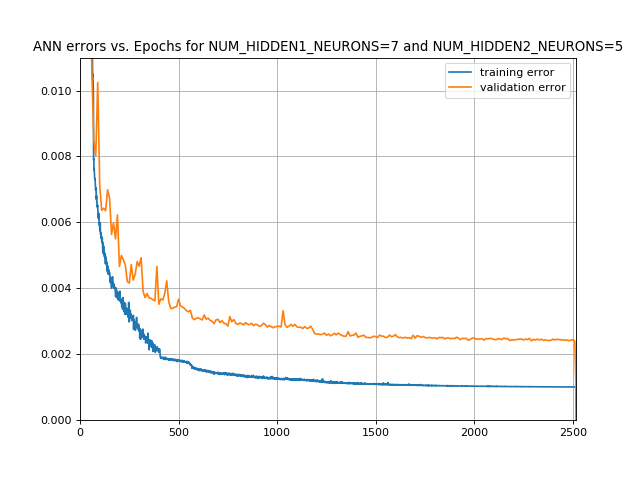 ANN errors vs. Epochs for NUM_HIDDEN1_NEURONS=7 and NUM_HIDDEN2_NEURONS=5
training error
validation error
0.010
0.008
0.006
0.004
0.002
0.000
0 500 1000 1500 2000 2500